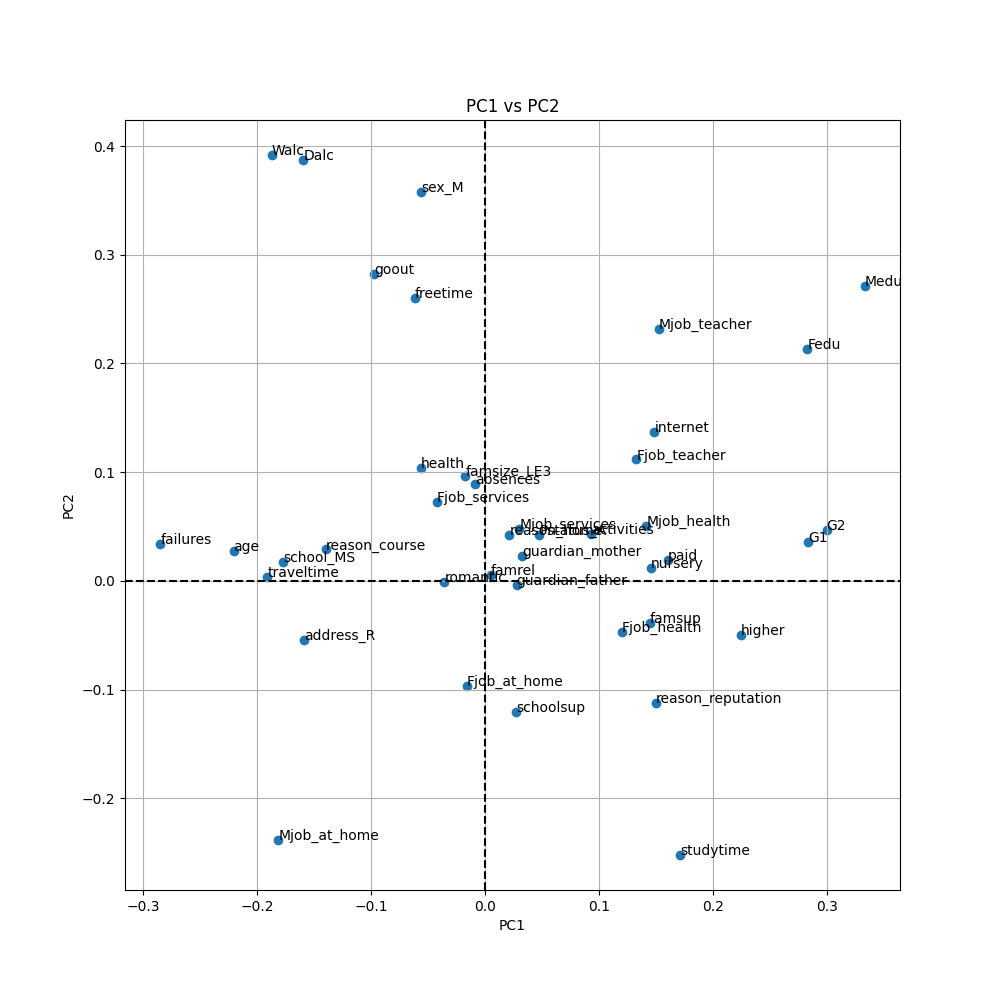 PC1 vs PC2
PC2
0.4
0.3
0.2
0.1
0.0
−0.1
−0.2
Walc
Dalc
sex_M
goout
freetime
Medu
Mjob_teacher
Fedu
internet
Fjob_teacher
health
famsize_LE3
absences
Fjob_services
Mjob_services
activities
Mjob_health
G2
G1
failures
age
reason_course
school_MS
traveltime
guardian_mother
paid
nursery
famrel
romantic
guardian_father
famsup
Fjob_health
higher
address_R
Fjob_at_home
schoolsup
reason_reputation
Mjob_at_home
studytime
−0.3 −0.2 −0.1 0.0 0.1 0.2 0.3
PC1